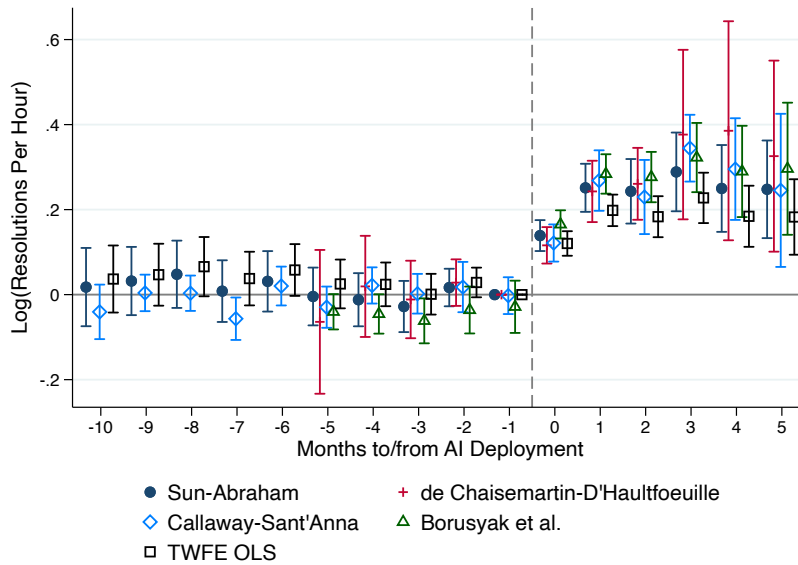 Log(Resolutions Per Hour)
.6
.4
.2
0
-.2
-10 -9 -8 -7 -6 -5 -4 -3 -2 -1 0 1 2 3 4 5
Months to/from AI Deployment
Sun-Abraham
de Chaisemartin-D'Haultfoeuille
Callaway-Sant'Anna
Borusyak et al.
TWFE OLS